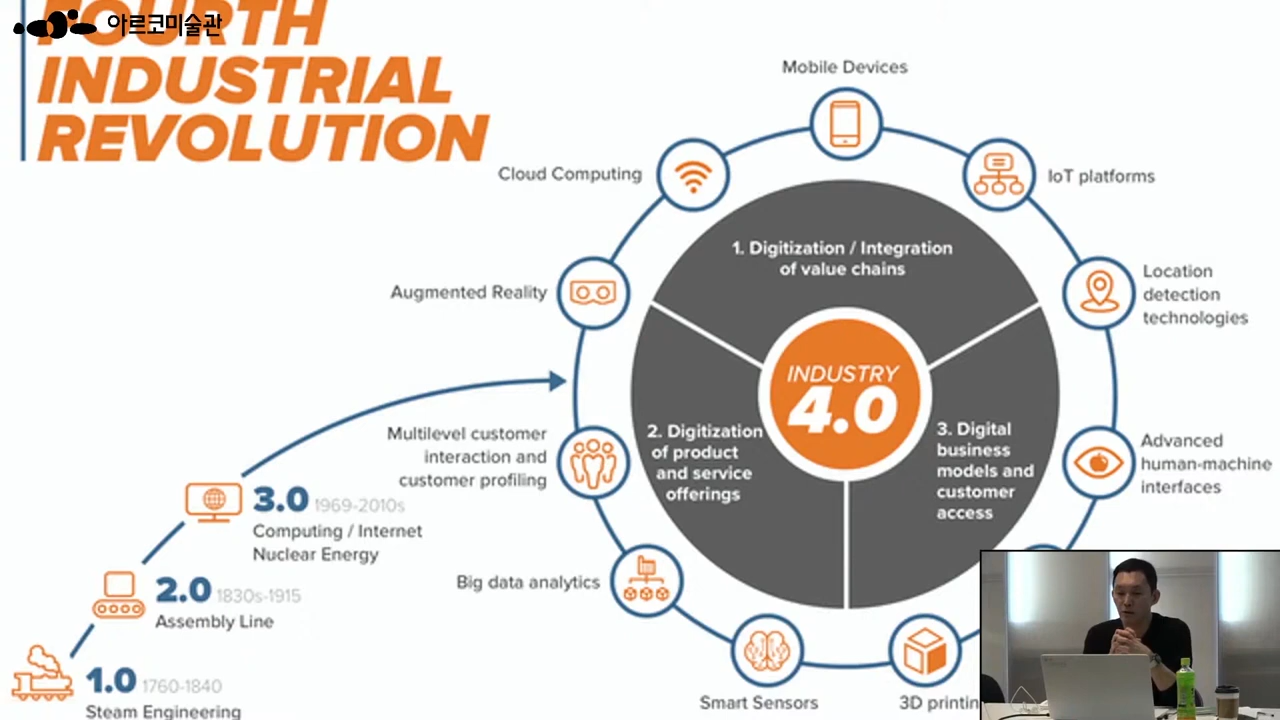 아르코미술관
FOURTH
INDUSTRIAL
REVOLUTION
Mobile Devices
Cloud Computing
IoT platforms
Augmented Reality
Location
detection
technologies
1. Digitization / Integration
of value chains
INDUSTRY
4.0
2. Digitization
of product
and service
offerings
3. Digital
business
models and
customer
access
Multilevel customer
interaction and
customer profiling
Advanced
human-machine
interfaces
Big data analytics
Smart Sensors
3D printin
3.0 1969-2010s
Computing / Internet
Nuclear Energy
2.0 1830s-1915
Assembly Line
1.0 1760-1840
Steam Engineering